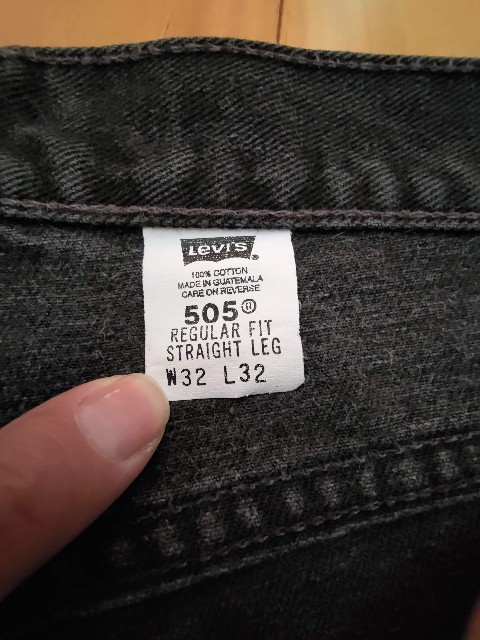 Levi's®
100% COTTON
MADE IN GUATEMALA
CARE ON REVERSE
505®
REGULAR FIT
STRAIGHT LEG
W32 L32